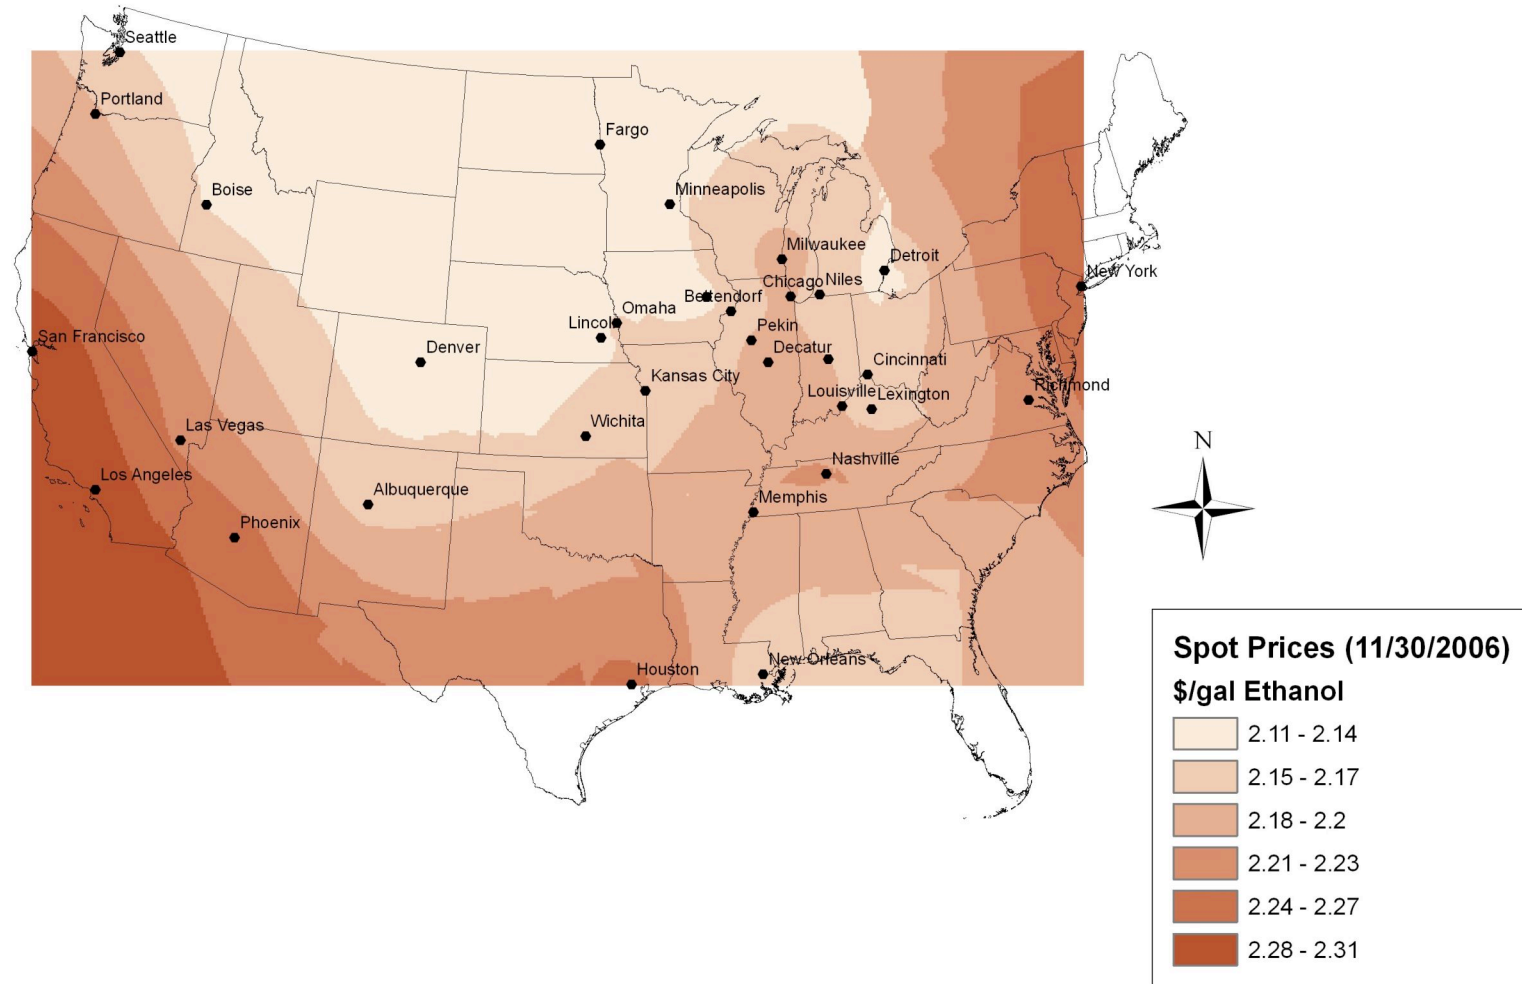 Seattle
Portland
Fargo
Boise
Minneapolis
Milwaukee
Detroit
Chicago Niles
New York
Bettendorf
Omaha
Lincoln
San Francisco
Denver
Pekin
Decatur
Cincinnati
Kansas City
Richmond
Louisville Lexington
Las Vegas
Wichita
Nashville
Los Angeles
Albuquerque
Memphis
Phoenix
New Orleans
Houston
N
Spot Prices (11/30/2006)
$/gal Ethanol
2.11 - 2.14
2.15 - 2.17
2.18 - 2.2
2.21 - 2.23
2.24 - 2.27
2.28 - 2.31